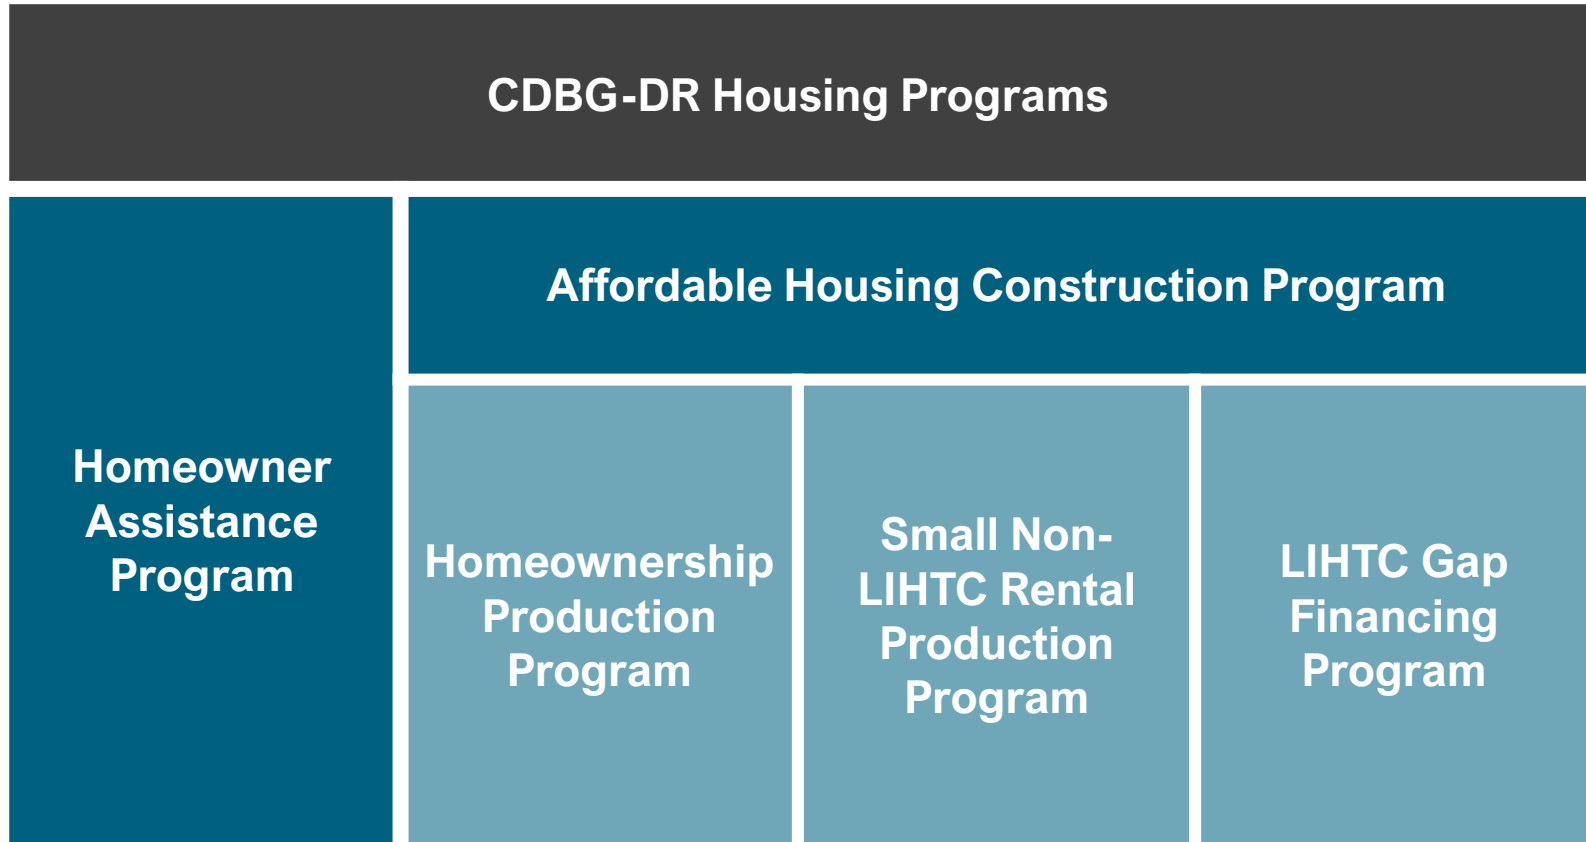 CDBG-DR Housing Programs
Affordable Housing Construction Program
Homeowner
Assistance
Program
Homeownership
Production
Program
Small Non-
LIHTC Rental
Production
Program
LIHTC Gap
Financing
Program